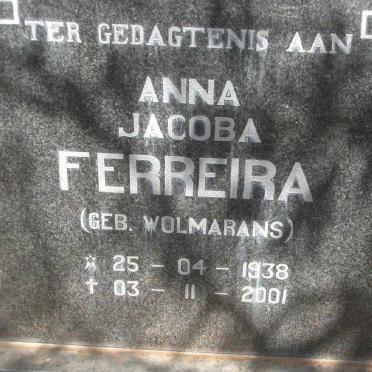 TER GEDAGTENIS AAN
ANNA
JACOBA
FERREIRA
(GEB. WOLMARANS)
☆ 25 - 04 - 1938
✝ 03 - 11 - 2001